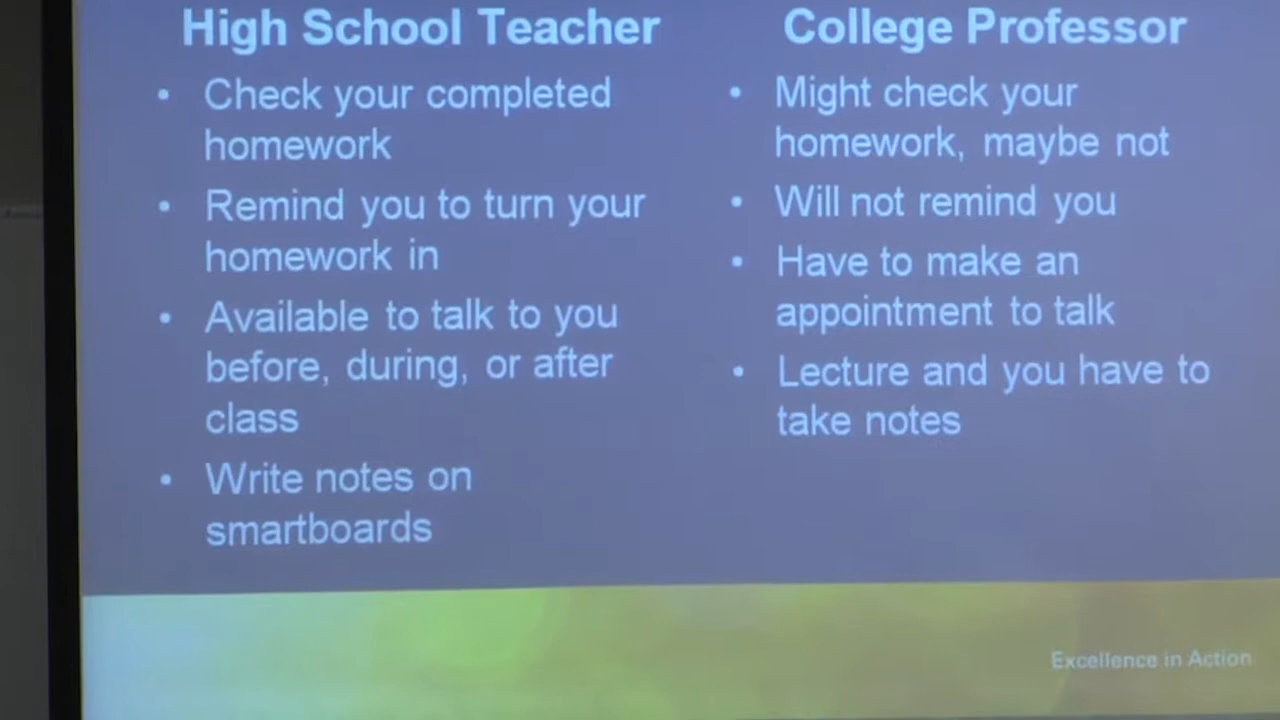 High School Teacher
• Check your completed
homework
• Remind you to turn your
homework in
• Available to talk to you
before, during, or after
class
• Write notes on
smartboards
College Professor
• Might check your
homework, maybe not
• Will not remind you
• Have to make an
appointment to talk
• Lecture and you have to
take notes
Excellence in Action